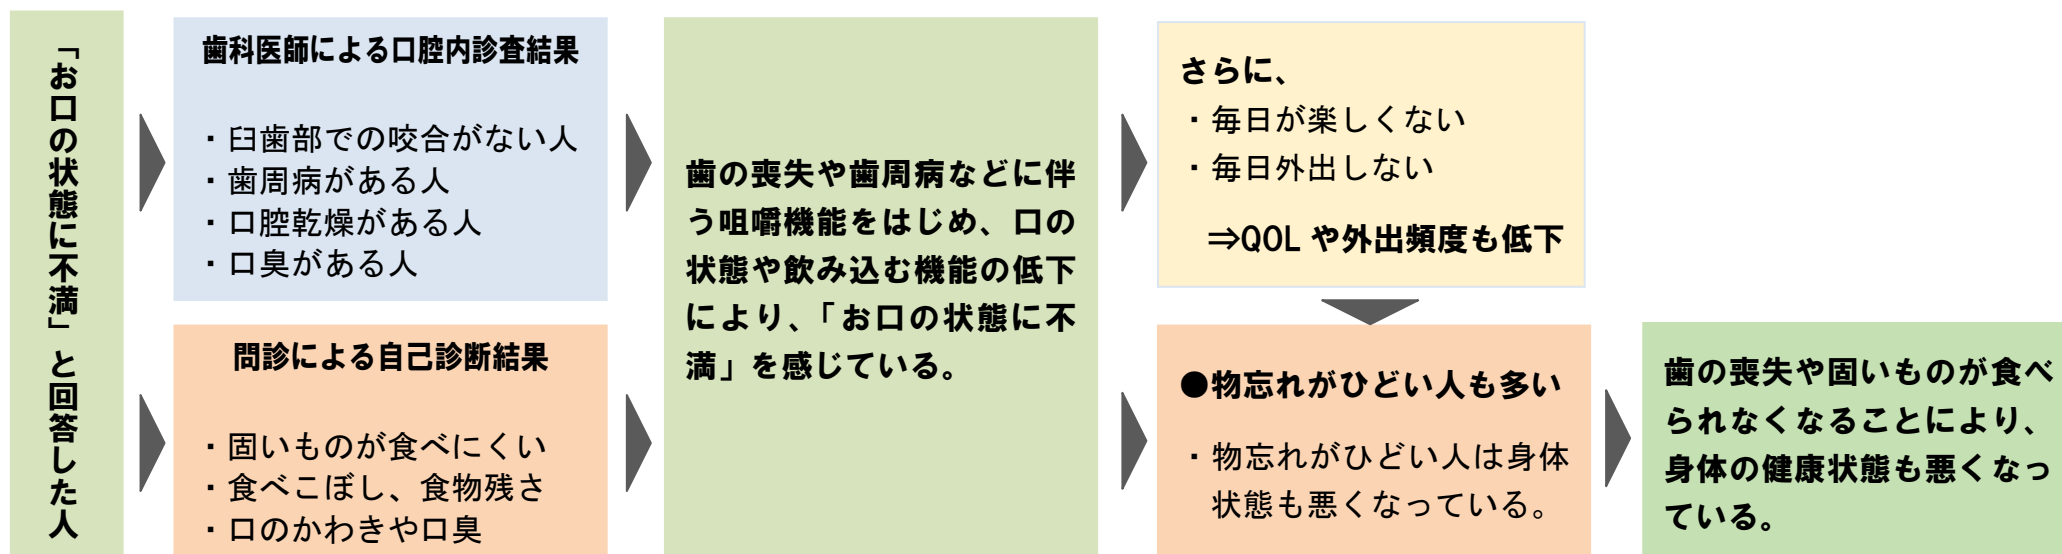 「お口の状態に不満」と回答した人
歯科医師による口腔内診査結果
・臼歯部での咬合がない人
・歯周病がある人
・口腔乾燥がある人
・口臭がある人
問診による自己診断結果
・固いものが食べにくい
・食べこぼし、食物残さ
・口のかわきや口臭
歯の喪失や歯周病などに伴
う咀嚼機能をはじめ、口の
状態や飲み込む機能の低下
により、「お口の状態に不
満」を感じている。
さらに、
・毎日が楽しくない
・毎日外出しない
⇒QOL や外出頻度も低下
●物忘れがひどい人も多い
・物忘れがひどい人は身体
状態も悪くなっている。
歯の喪失や固いものが食べ
られなくなることにより、
身体の健康状態も悪くなっ
ている。